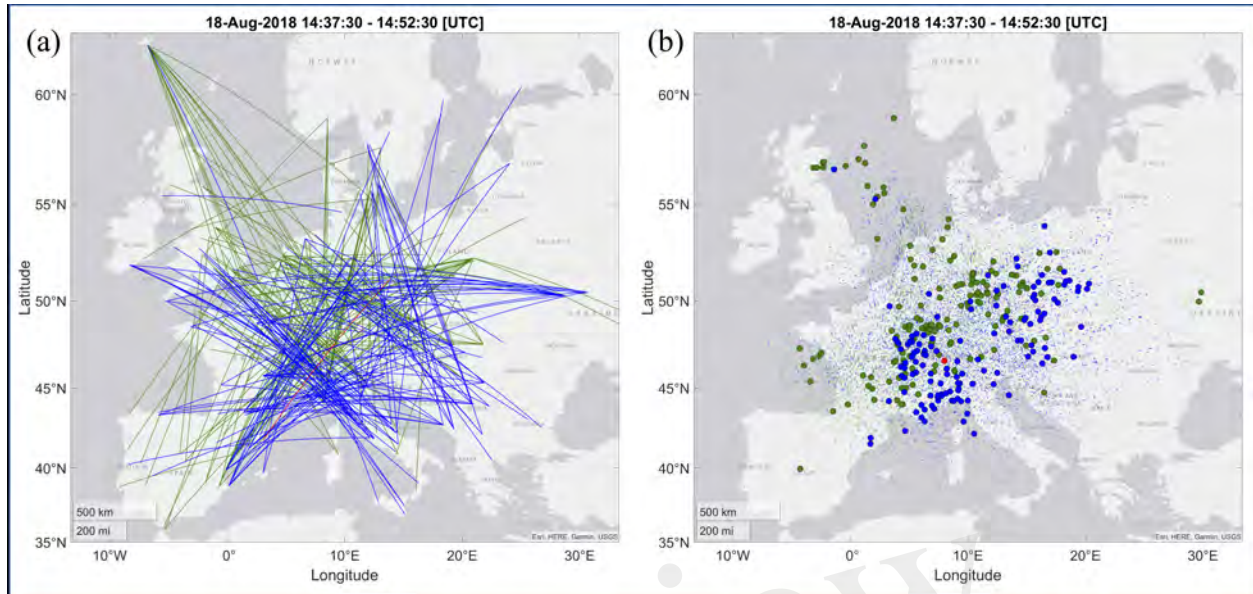 18-Aug-2018 14:37:30 - 14:52:30 [UTC]
(a)
NORWAY
60°N
55°N
50°N
45°N
40°N
35°N
Latitude
500 km
200 mi
Esri, HERE, Garmin, USGS
10°W
0°
10°E
20°E
30°E
Longitude
18-Aug-2018 14:37:30 - 14:52:30 [UTC]
(b)
NORWAY
60°N
55°N
50°N
45°N
40°N
35°N
Latitude
500 km
200 mi
Esri, HERE, Garmin, USGS
10°W
0°
10°E
20°E
30°E
Longitude